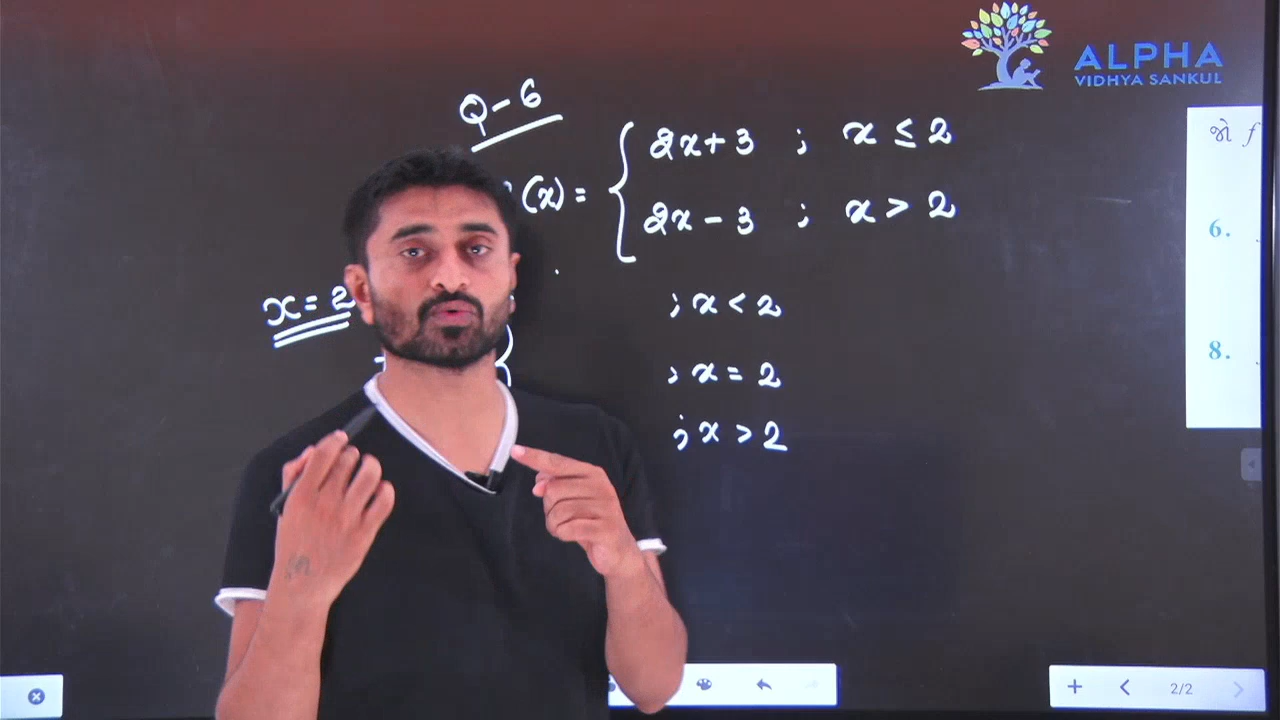 ALPHA
VIDHYA SANKUL
Q-6
(x) = { 2x+3 ; x ≤ 2
2x-3 ; x > 2
જો f
6.
x = 2
; x < 2
; x = 2
; x > 2
8.
2/2